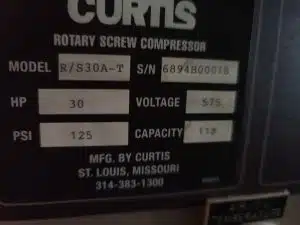 CURTIS
ROTARY SCREW COMPRESSOR
MODEL R/S30A-T S/N
HP 30 VOLTAGE 575
PSI 125 CAPACITY 118
MFG. BY CURTIS
ST. LOUIS, MISSOURI
314-383-1300